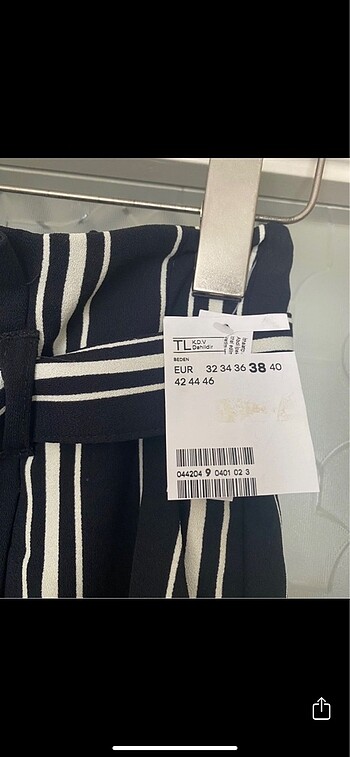 TL K.D.V
Dahildir
BEDEN
EUR 32 34 36 38 40
42 44 46
044204 9 0401 02 3